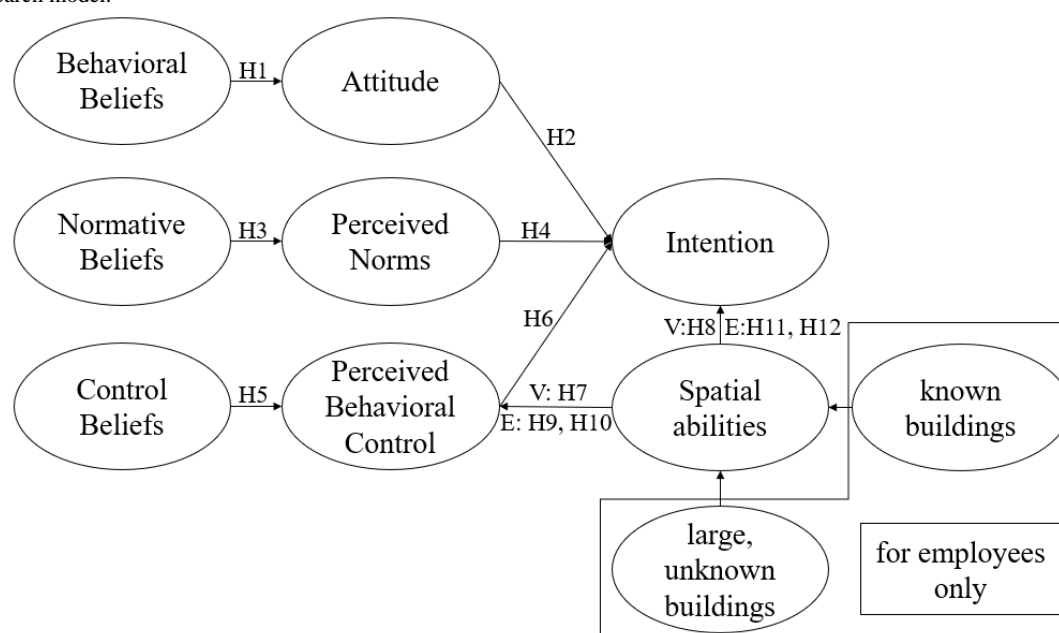 Behavioral
Beliefs
H1
Attitude
H2
Normative
Beliefs
H3
Perceived
Norms
H4
Intention
H6
V:H8
E:H11, H12
Control
Beliefs
H5
Perceived
Behavioral
Control
V: H7
E: H9, H10
Spatial
abilities
known
buildings
large,
unknown
buildings
for employees
only